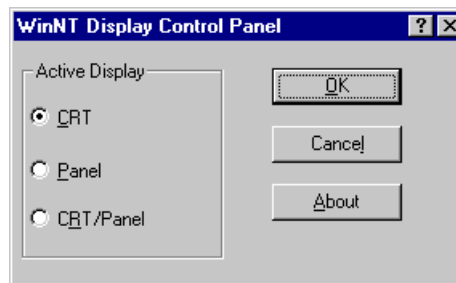 WinNT Display Control Panel
Active Display
CRT
Panel
CRT/Panel
OK
Cancel
About